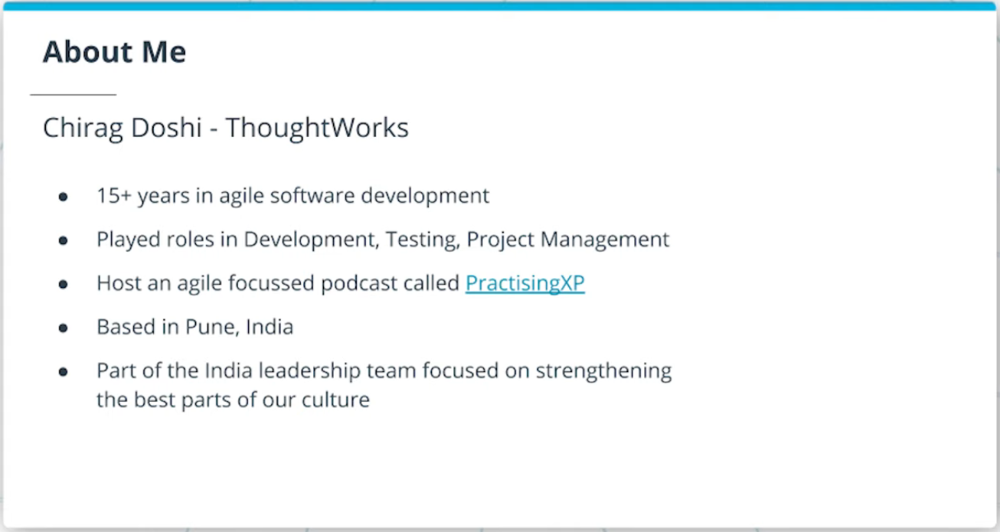 About Me
Chirag Doshi - ThoughtWorks
● 15+ years in agile software development
● Played roles in Development, Testing, Project Management
● Host an agile focussed podcast called PractisingXP
● Based in Pune, India
● Part of the India leadership team focused on strengthening
the best parts of our culture